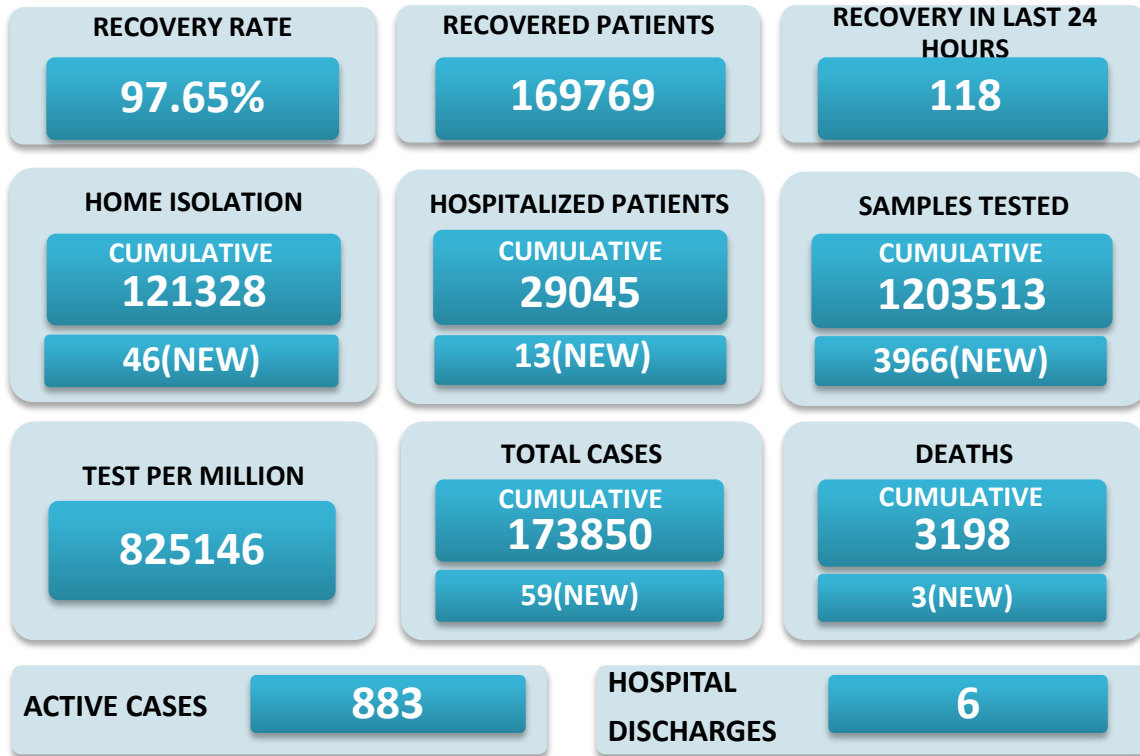 RECOVERY RATE
97.65%
RECOVERED PATIENTS
169769
RECOVERY IN LAST 24
HOURS
118
HOME ISOLATION
CUMULATIVE
121328
46(NEW)
HOSPITALIZED PATIENTS
CUMULATIVE
29045
13(NEW)
SAMPLES TESTED
CUMULATIVE
1203513
3966(NEW)
TEST PER MILLION
825146
TOTAL CASES
CUMULATIVE
173850
59(NEW)
DEATHS
CUMULATIVE
3198
3(NEW)
ACTIVE CASES
883
HOSPITAL
DISCHARGES
6